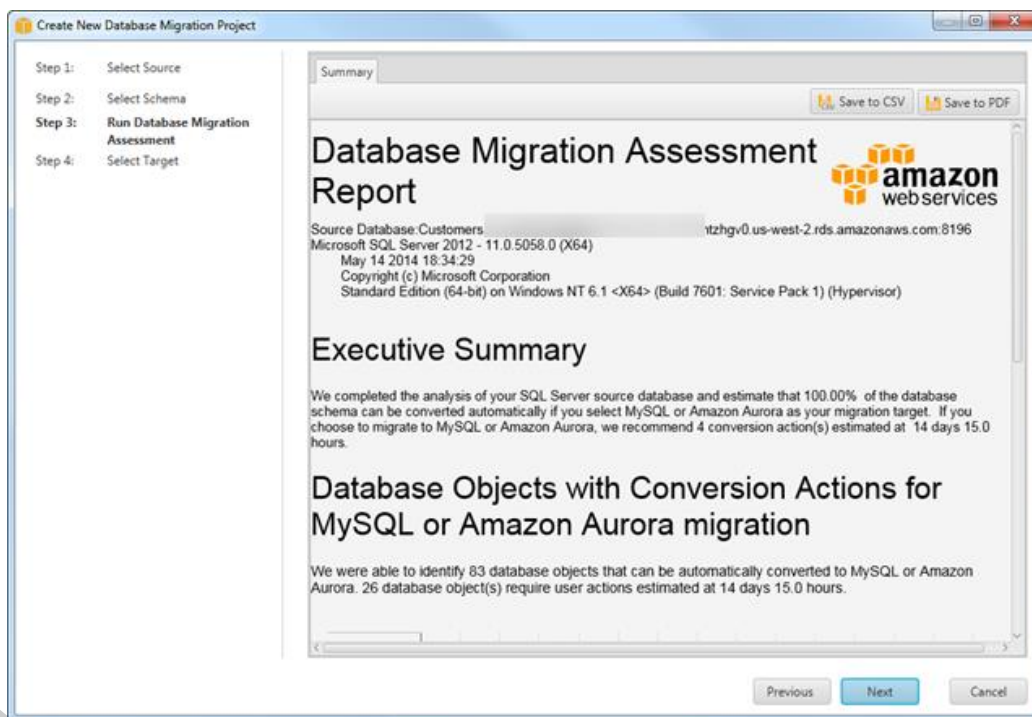 Create New Database Migration Project
Step 1: Select Source
Step 2: Select Schema
Step 3: Run Database Migration
Assessment
Step 4: Select Target
Summary
Save to CSV
Save to PDF
Database Migration Assessment
Report
amazon
webservices
Source Database:Customers ntzhgv0.us-west-2.rds.amazonaws.com:8196
Microsoft SQL Server 2012 - 11.0.5058.0 (X64)
May 14 2014 18:34:29
Copyright (c) Microsoft Corporation
Standard Edition (64-bit) on Windows NT 6.1 <X64> (Build 7601: Service Pack 1) (Hypervisor)
Executive Summary
We completed the analysis of your SQL Server source database and estimate that 100.00% of the database
schema can be converted automatically if you select MySQL or Amazon Aurora as your migration target. If you
choose to migrate to MySQL or Amazon Aurora, we recommend 4 conversion action(s) estimated at 14 days 15.0
hours.
Database Objects with Conversion Actions for
MySQL or Amazon Aurora migration
We were able to identify 83 database objects that can be automatically converted to MySQL or Amazon
Aurora. 26 database object(s) require user actions estimated at 14 days 15.0 hours.
Previous
Next
Cancel